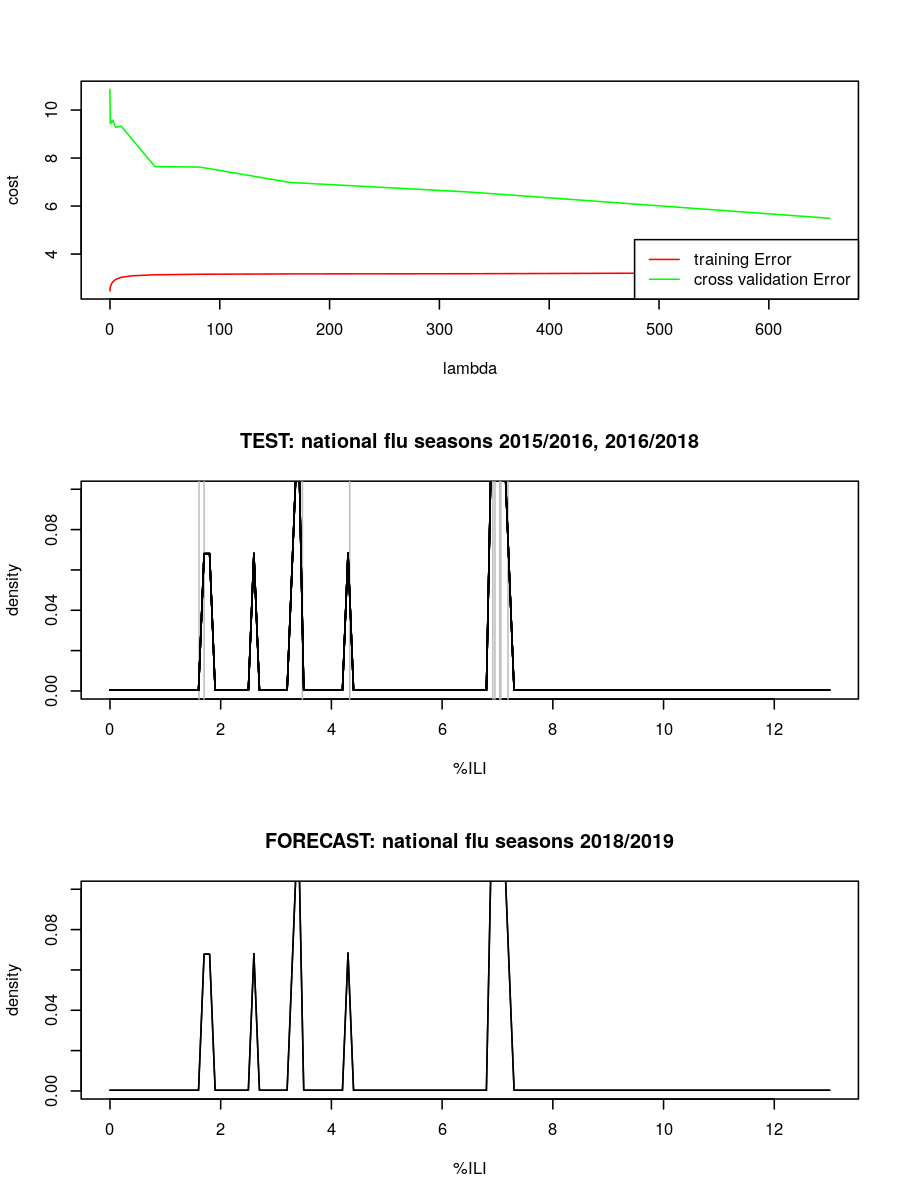 10
8
6
4
cost
training Error
cross validation Error
0 100 200 300 400 500 600
lambda
TEST: national flu seasons 2015/2016, 2016/2018
0.08
0.04
0.00
density
0 2 4 6 8 10 12
%ILI
FORECAST: national flu seasons 2018/2019
0.08
0.04
0.00
density
0 2 4 6 8 10 12
%ILI